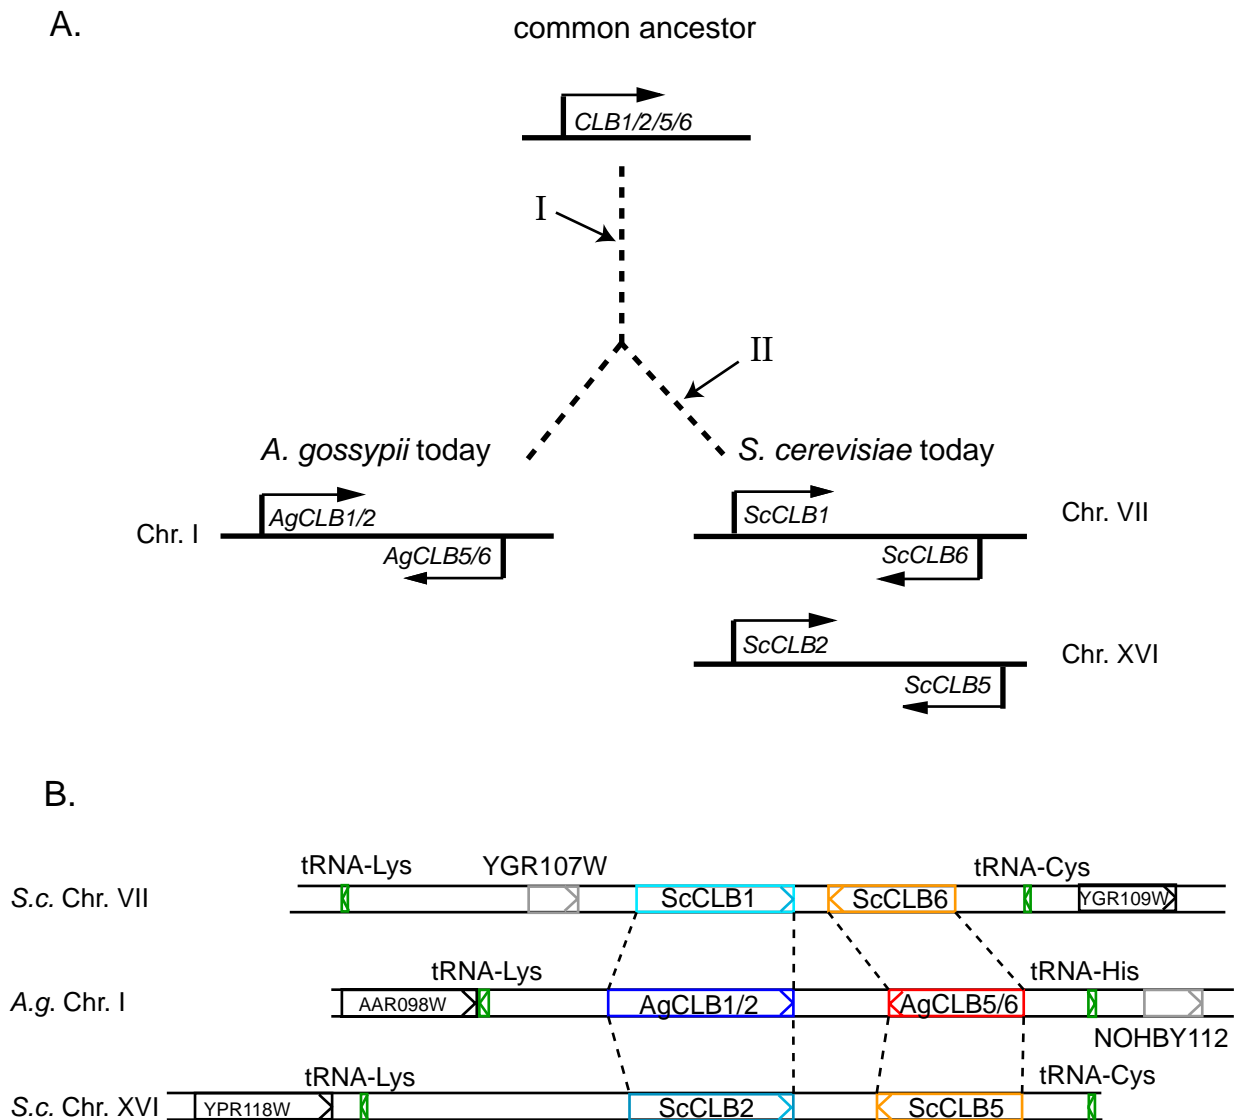 A.
common ancestor
CLB1/2/5/6
I
II
A. gossypii today
S. cerevisiae today
Chr. I
AgCLB1/2
AgCLB5/6
ScCLB1
ScCLB6
Chr. VII
ScCLB2
ScCLB5
Chr. XVI
B.
tRNA-Lys YGR107W tRNA-Cys
S.c. Chr. VII ScCLB1 ScCLB6 YGR109W
tRNA-Lys tRNA-His
A.g. Chr. I AAR098W AgCLB1/2 AgCLB5/6
NOHBY112
tRNA-Lys tRNA-Cys
S.c. Chr. XVI YPR118W ScCLB2 ScCLB5